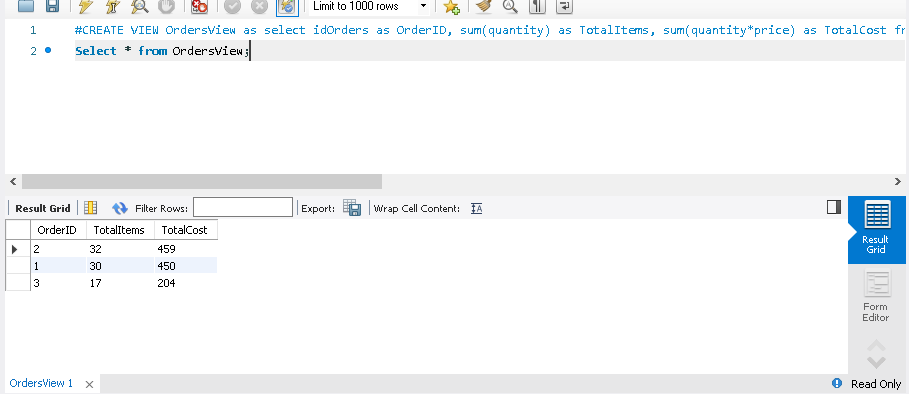 Limit to 1000 rows
1 #CREATE VIEW OrdersView as select idOrders as OrderID, sum(quantity) as TotalItems, sum(quantity*price) as TotalCost fr
2 Select * from OrdersView;
Result Grid Filter Rows: Export: Wrap Cell Content:
OrderID TotalItems TotalCost
2 32 459
1 30 450
3 17 204
Result
Grid
Form
Editor
OrdersView 1 Read Only